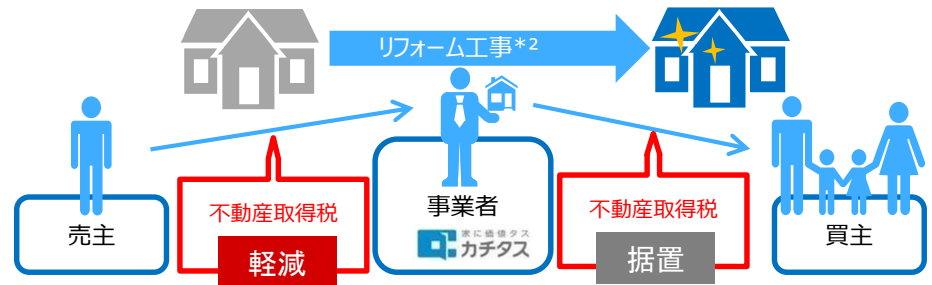 リフォーム工事*2
不動産取得税
軽減
事業者
家に価値タス
カチタス
不動産取得税
据置
売主
買主